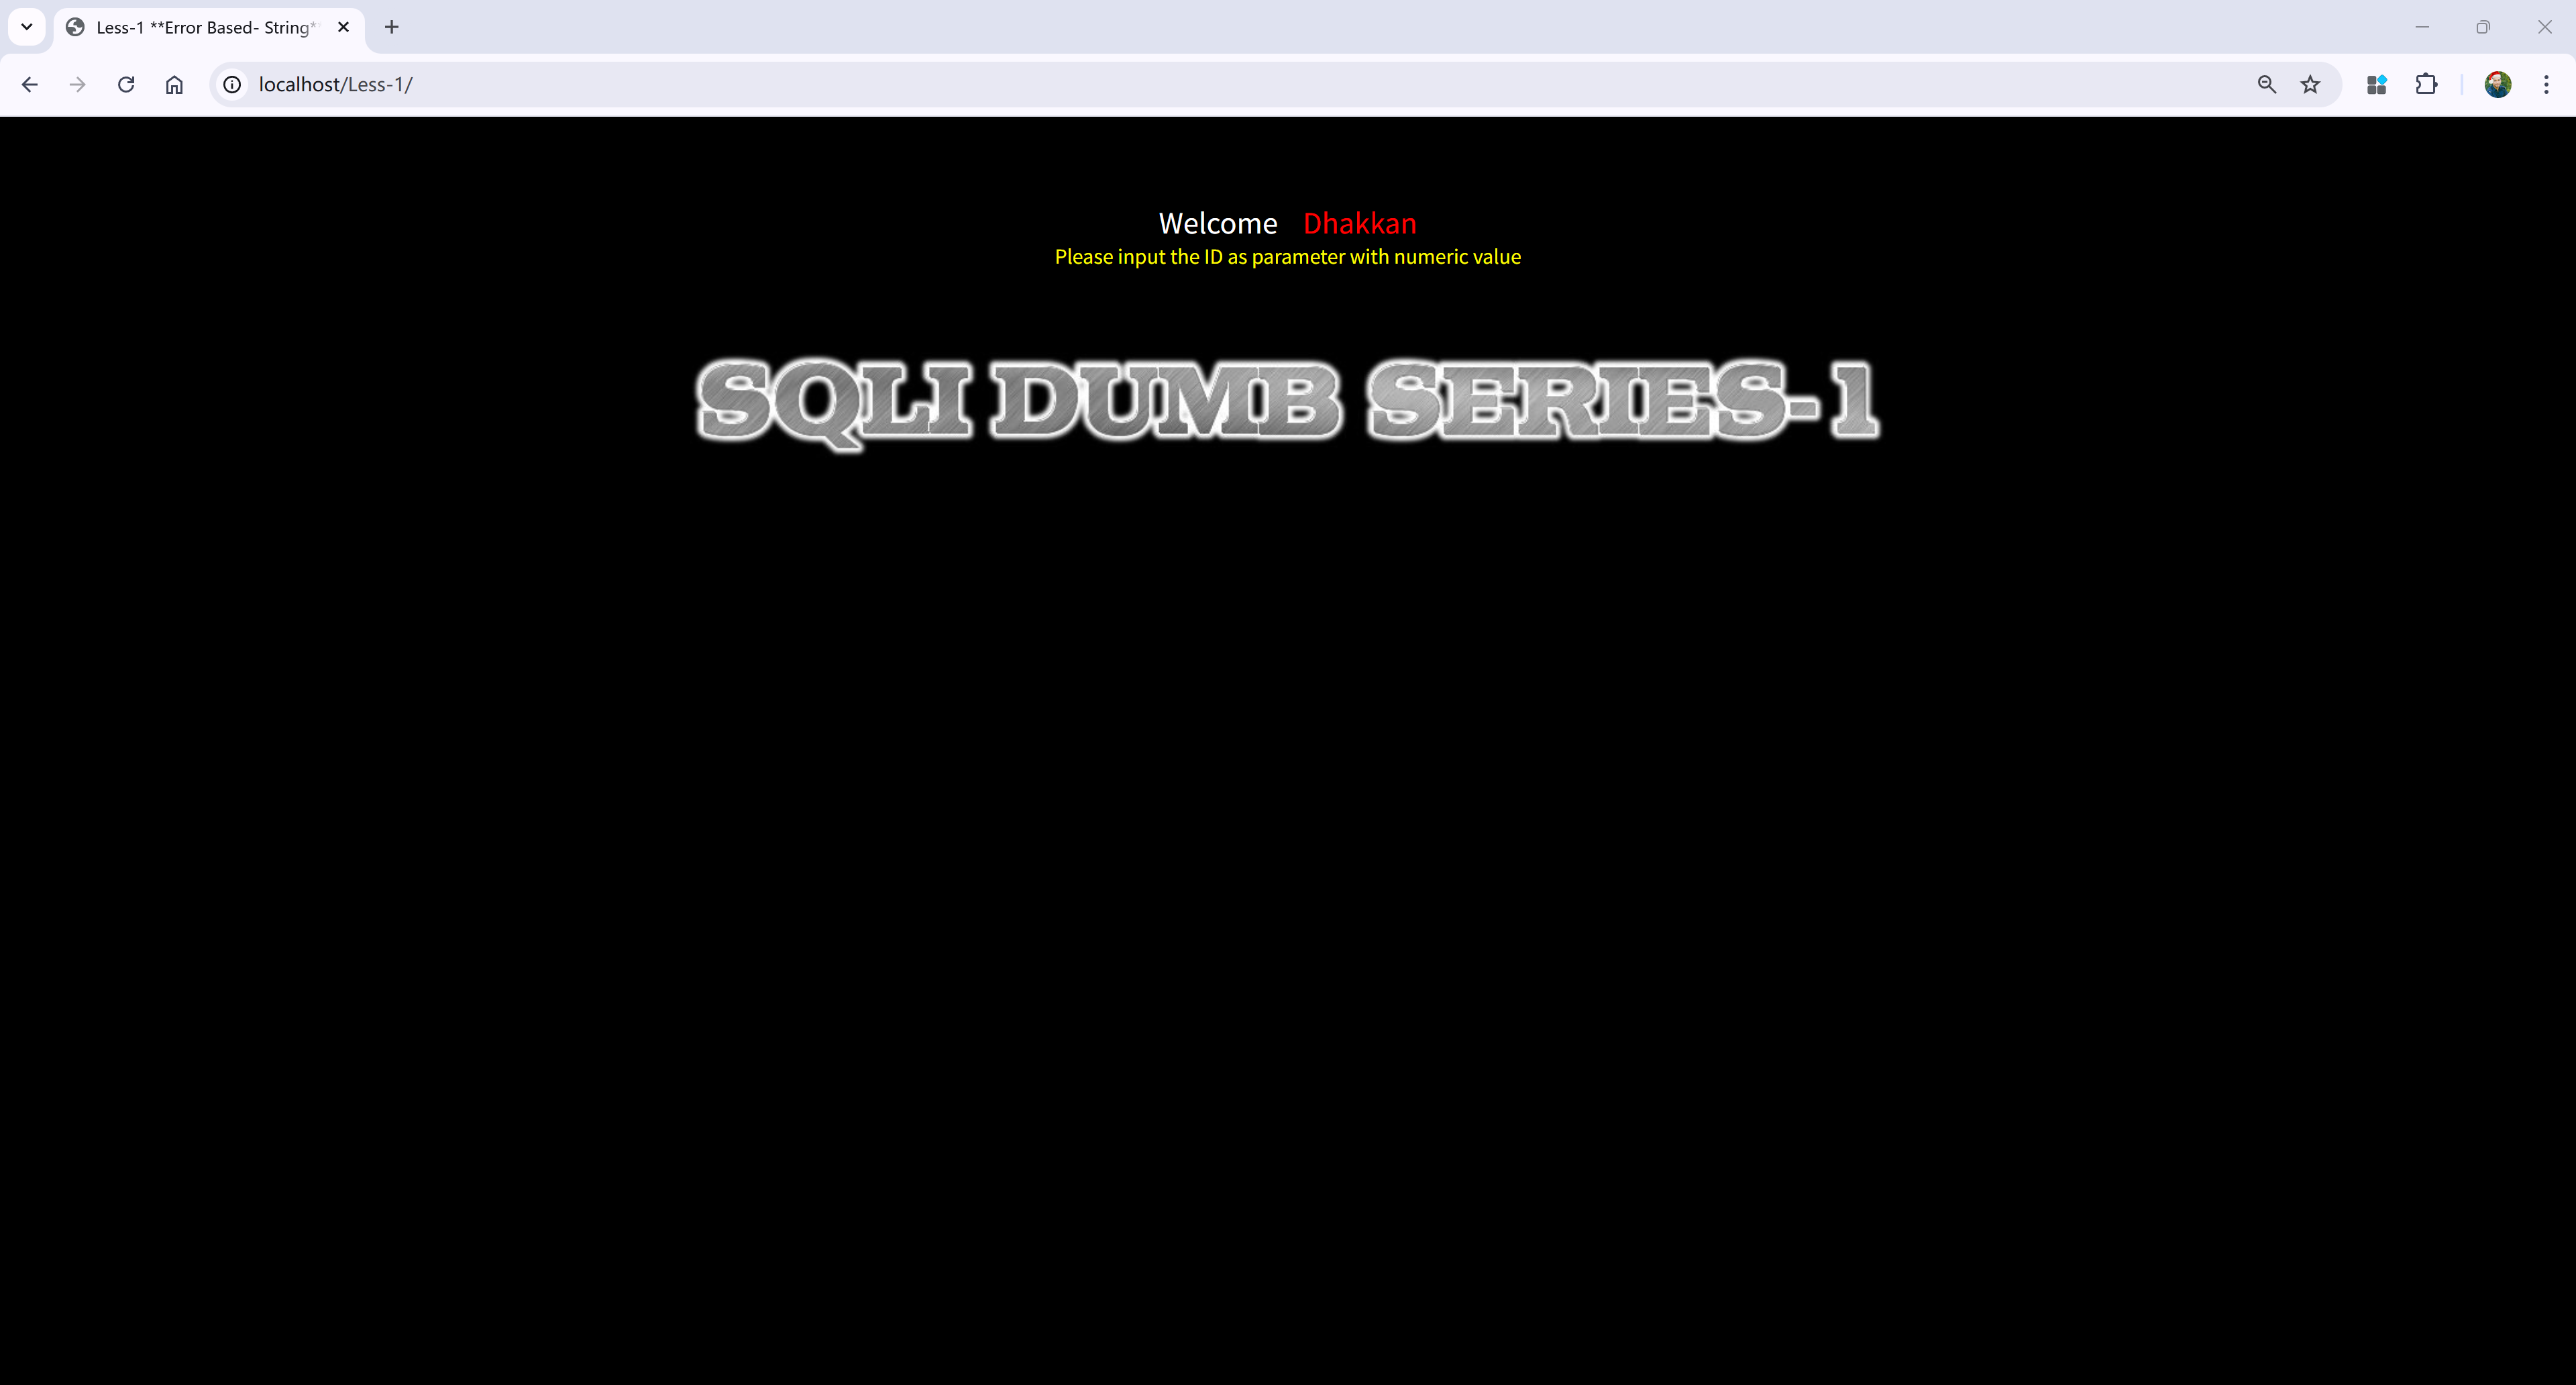 Less-1 **Error Based- String*
localhost/Less-1/
Welcome Dhakkan
Please input the ID as parameter with numeric value
SQLI DUMB SERIES-1